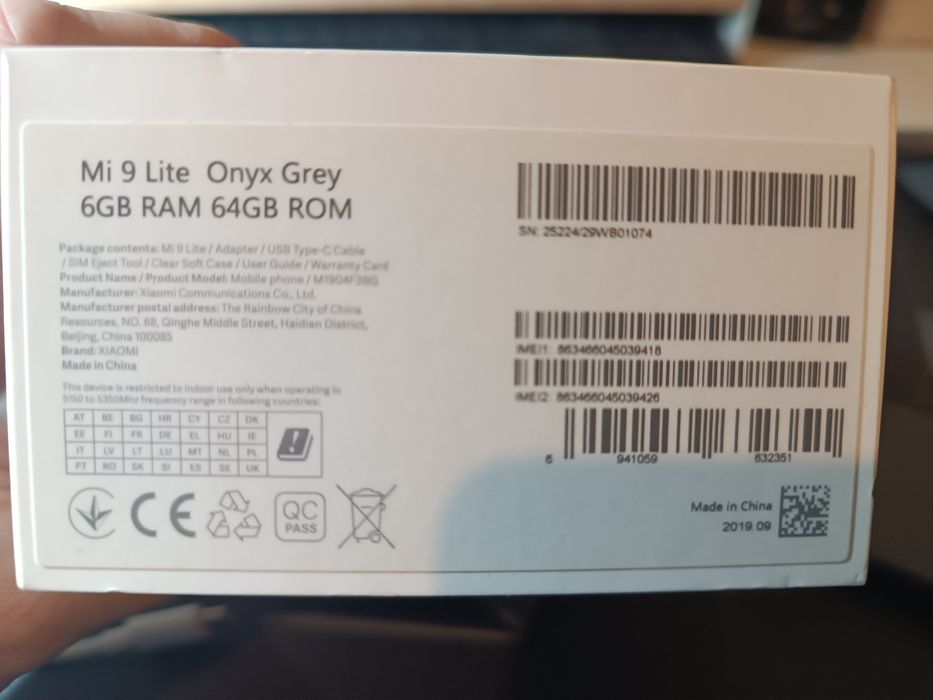 Mi 9 Lite Onyx Grey
6GB RAM 64GB ROM
Package contents: Mi 9 Lite / Adapter / USB Type-C Cable
/ SIM Eject Tool / Clear Soft Case / User Guide / Warranty Card
Product Name / Product Model: Mobile phone / M1904F3BG
Manufacturer: Xiaomi Communications Co., Ltd.
Manufacturer postal address: The Rainbow City of China
Resources, NO. 68, Qinghe Middle Street, Haidian District,
Beijing, China 100085
Brand: XIAOMI
Made in China
This device is restricted to indoor use only when operating in
5150 to 5350Mhz frequency range in following countries:
AT BE BG HR CY CZ DK
EE FI FR DE EL HU IE
IT LV LT LU MT NL PL
PT RO SK SI ES SE UK
CE
QC
PASS
SN: 25224/29WB01074
IMEI1: 863466045039418
IMEI2: 863466045039426
6 941059 632351
Made in China
2019.09